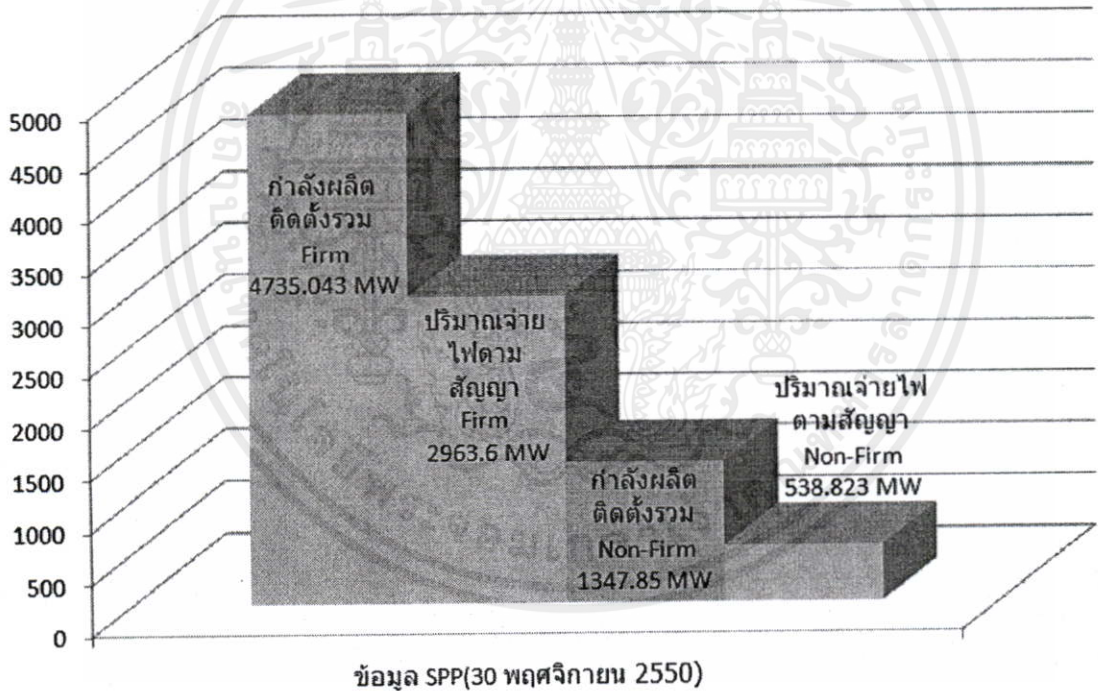 5000
4500
4000
3500
3000
2500
2000
1500
1000
500
0
กำลังผลิต
ติดตั้งรวม
Firm
4735.043 MW
ปริมาณจ่าย
ไฟตาม
สัญญา
Firm
2963.6 MW
กำลังผลิต
ติดตั้งรวม
Non-Firm
1347.85 MW
ปริมาณจ่ายไฟ
ตามสัญญา
Non-Firm
538.823 MW
ข้อมูล SPP(30 พฤศจิกายน 2550)